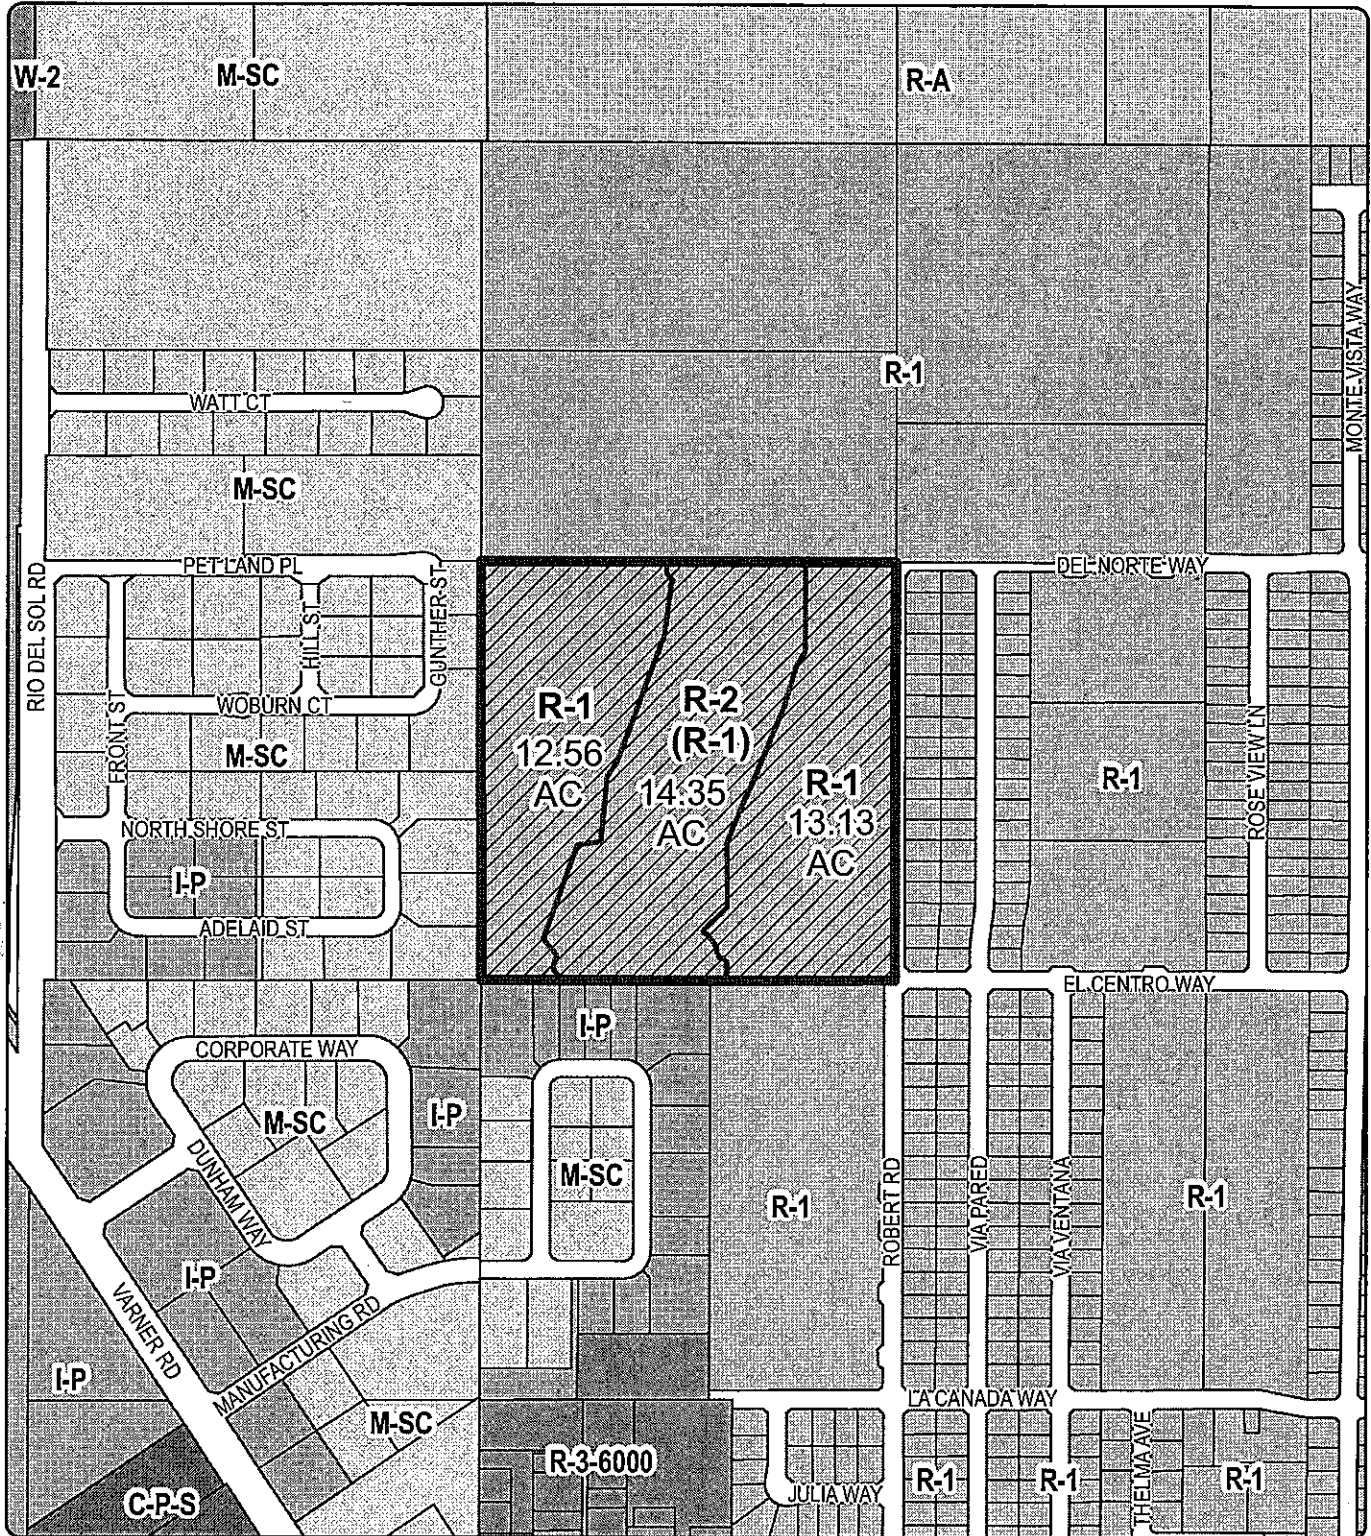 W-2
M-SC
R-A
MONTE VISTA WAY
R-1
WATT CT
M-SC
PETLAND PL
DEL NORTE WAY
RIO DEL SOL RD
HILL ST
GUNTHER ST
FRONT ST
WOBURN CT
M-SC
R-1
12.56
AC
R-2
(R-1)
14.35
AC
R-1
13.13
AC
R-1
ROSE VIEW LN
NORTH SHORE ST
I-P
ADELAID ST
EL CENTRO WAY
I-P
CORPORATE WAY
M-SC
I-P
DUNHAM WAY
M-SC
R-1
ROBERT RD
VIA PARED
VIA VENTANA
R-1
I-P
VARNER RD
MANUFACTURING RD
I-P
LA CANADA WAY
M-SC
R-3-6000
C-P-S
JULIA WAY
R-1
R-1
THELMA AVE
R-1